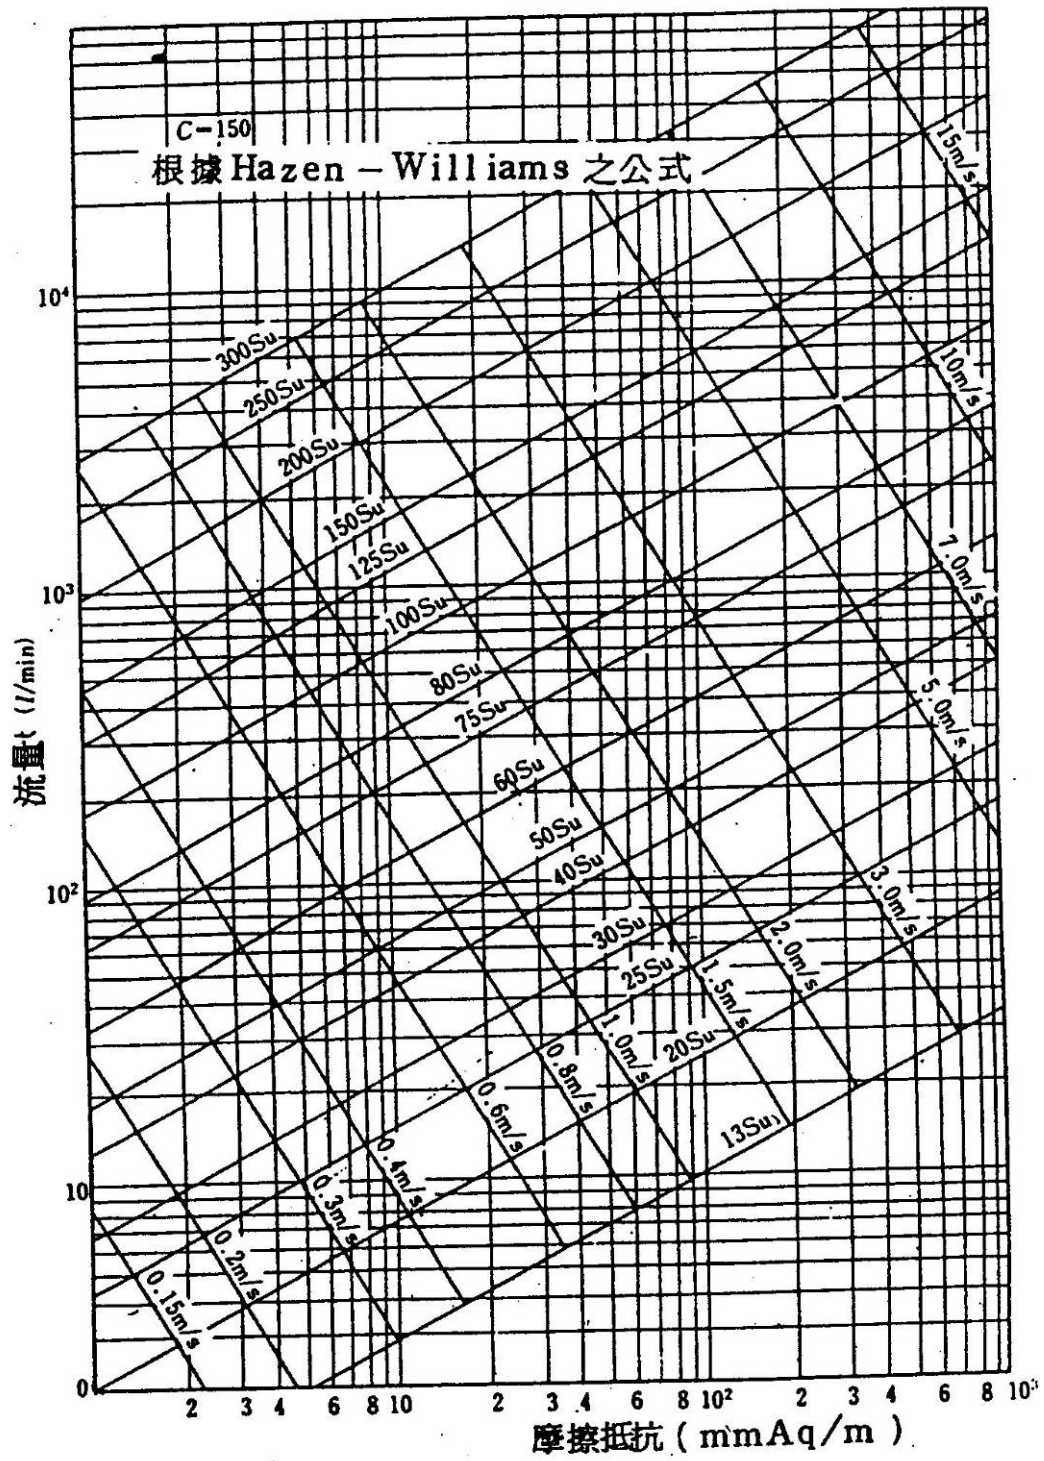 C-150
根據Hazen-Williams之公式
10⁴
10³
10²
10
0
流量t (l/min)
300Su
250Su
200Su
150Su
125Su
100Su
80Su
75Su
60Su
50Su
40Su
30Su
25Su
20Su
13Su
15m/s
10m/s
7.0m/s
5.0m/s
3.0m/s
2.0m/s
1.5m/s
1.0m/s
0.8m/s
0.6m/s
0.4m/s
0.3m/s
0.2m/s
0.15m/s
2 3 4 6 8 10 2 3 4 6 8 10² 2 3 4 6 8 10³
摩擦抵抗(mmAq/m)